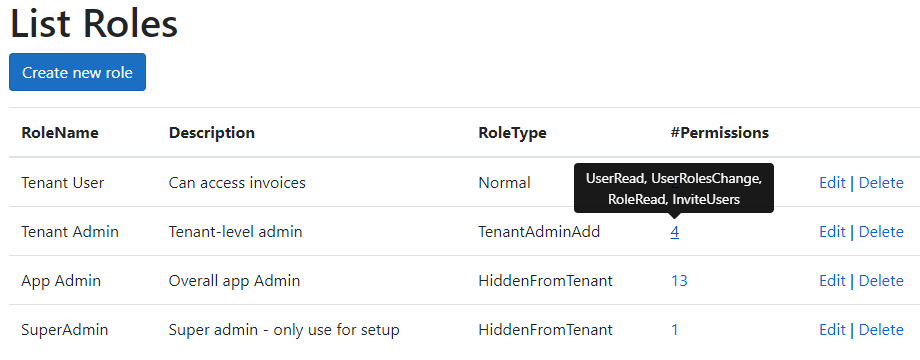 List Roles
Create new role
RoleName Description RoleType #Permissions
Tenant User Can access invoices Normal Edit | Delete
UserRead, UserRolesChange,
RoleRead, InviteUsers
Tenant Admin Tenant-level admin TenantAdminAdd 4 Edit | Delete
App Admin Overall app Admin HiddenFromTenant 13 Edit | Delete
SuperAdmin Super admin - only use for setup HiddenFromTenant 1 Edit | Delete